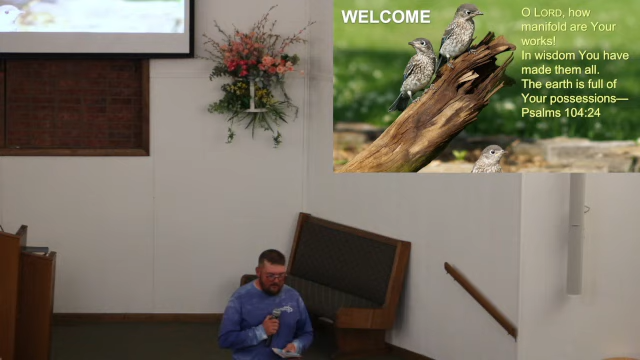 WELCOME
O LORD, how
manifold are Your
works!
In wisdom You have
made them all.
The earth is full of
Your possessions—
Psalms 104:24